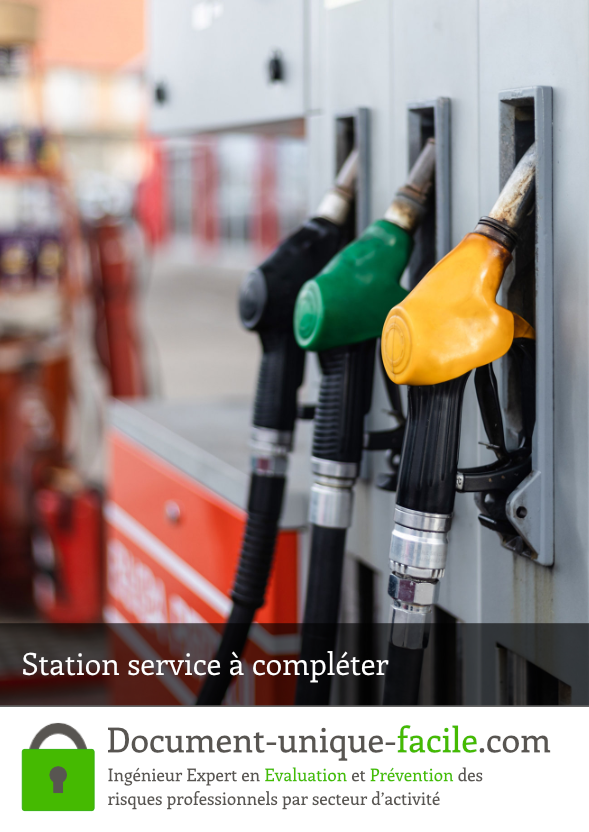 Station service à compléter
Document-unique-facile.com
Ingénieur Expert en Evaluation et Prévention des
risques professionnels par secteur d’activité